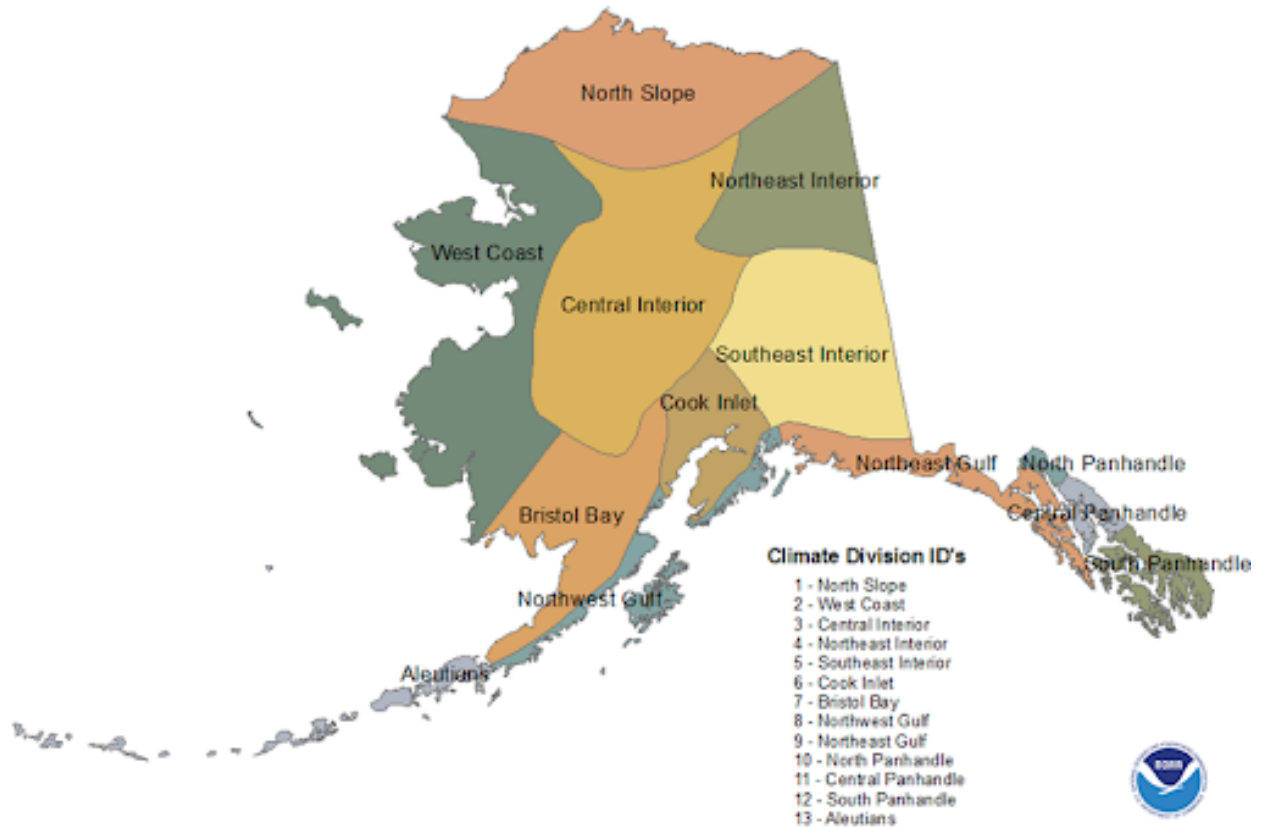 North Slope
Northeast Interior
West Coast
Central Interior
Southeast Interior
Cook Inlet
Northeast Gulf
North Panhandle
Central Panhandle
Bristol Bay
South Panhandle
Northwest Gulf
Aleutians
Climate Division ID's
1 - North Slope
2 - West Coast
3 - Central Interior
4 - Northeast Interior
5 - Southeast Interior
6 - Cook Inlet
7 - Bristol Bay
8 - Northwest Gulf
9 - Northeast Gulf
10 - North Panhandle
11 - Central Panhandle
12 - South Panhandle
13 - Aleutians